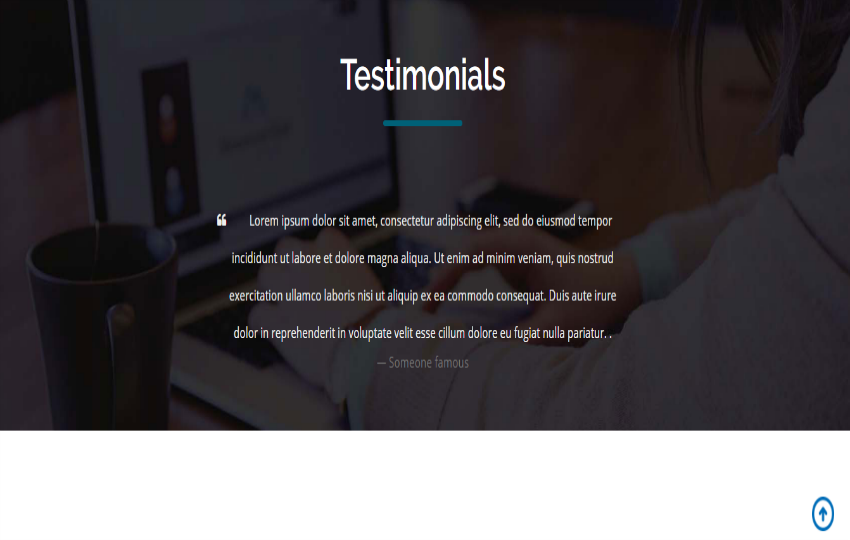 Testimonials
Lorem ipsum dolor sit amet, consectetur adipiscing elit, sed do eiusmod tempor
incididunt ut labore et dolore magna aliqua. Ut enim ad minim veniam, quis nostrud
exercitation ullamco laboris nisi ut aliquip ex ea commodo consequat. Duis aute irure
dolor in reprehenderit in voluptate velit esse cillum dolore eu fugiat nulla pariatur. .
— Someone famous